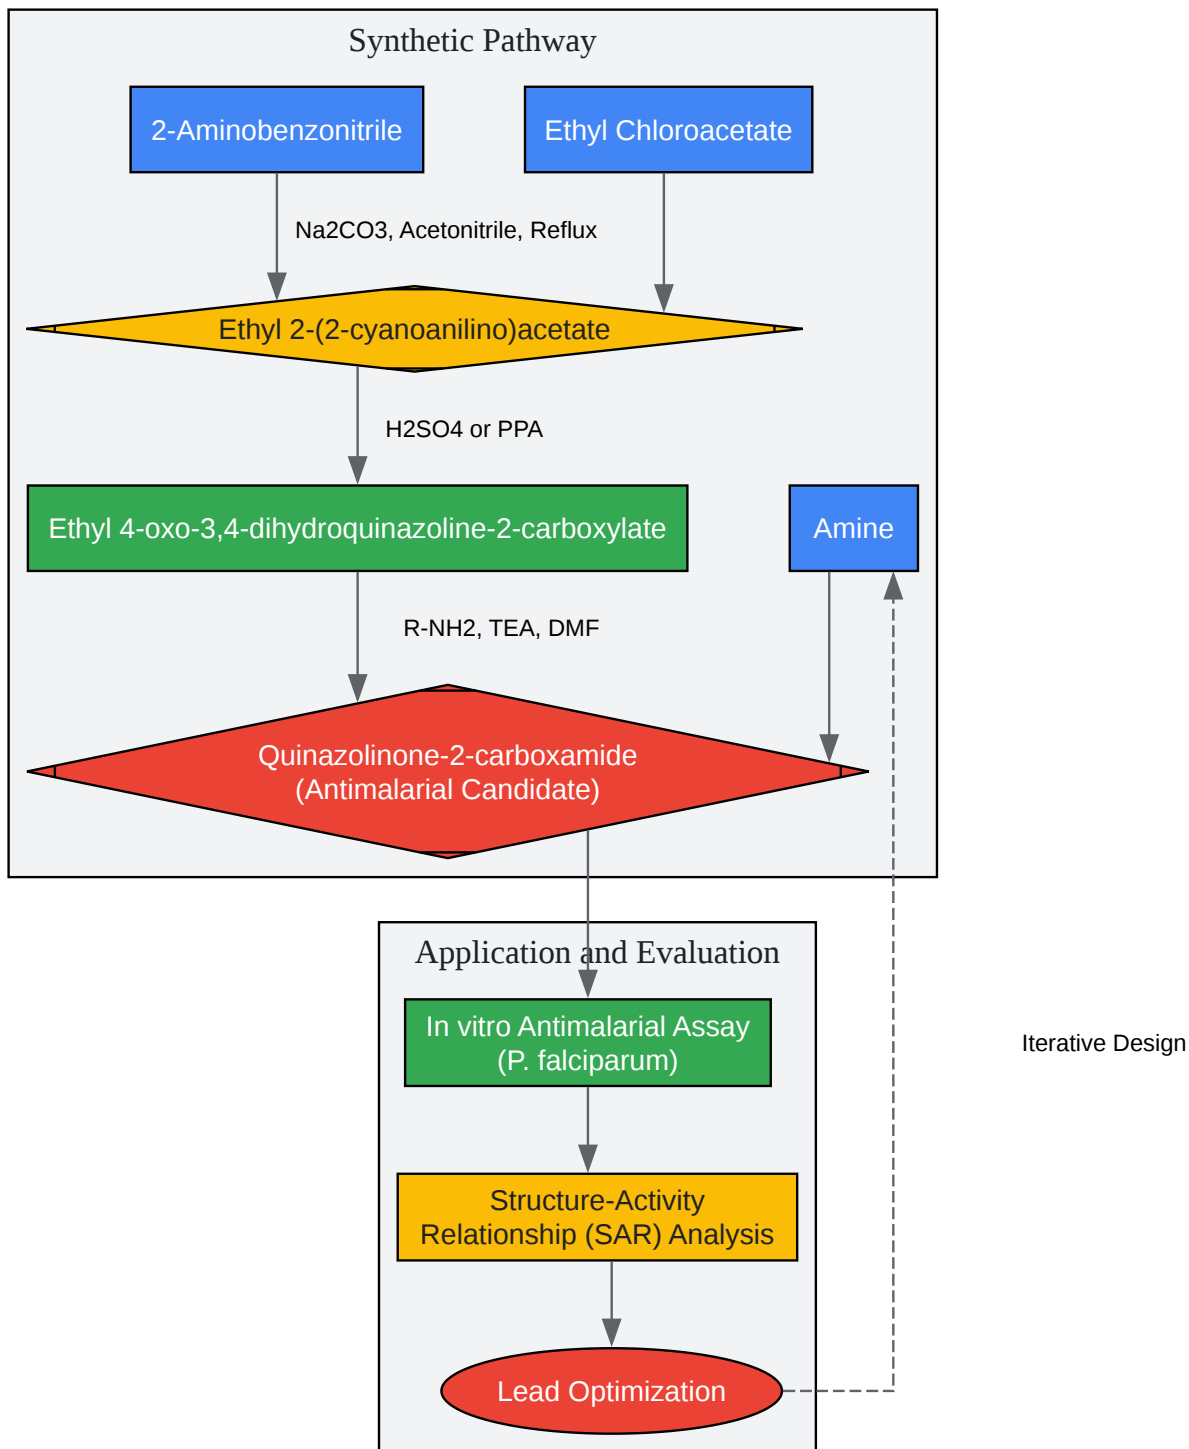 Synthetic Pathway
2-Aminobenzonitrile
Ethyl Chloroacetate
Na2CO3, Acetonitrile, Reflux
Ethyl 2-(2-cyanoanilino)acetate
H2SO4 or PPA
Ethyl 4-oxo-3,4-dihydroquinazoline-2-carboxylate
Amine
R-NH2, TEA, DMF
Quinazolinone-2-carboxamide
(Antimalarial Candidate)
Application and Evaluation
In vitro Antimalarial Assay
(P. falciparum)
Iterative Design
Structure-Activity
Relationship (SAR) Analysis
Lead Optimization